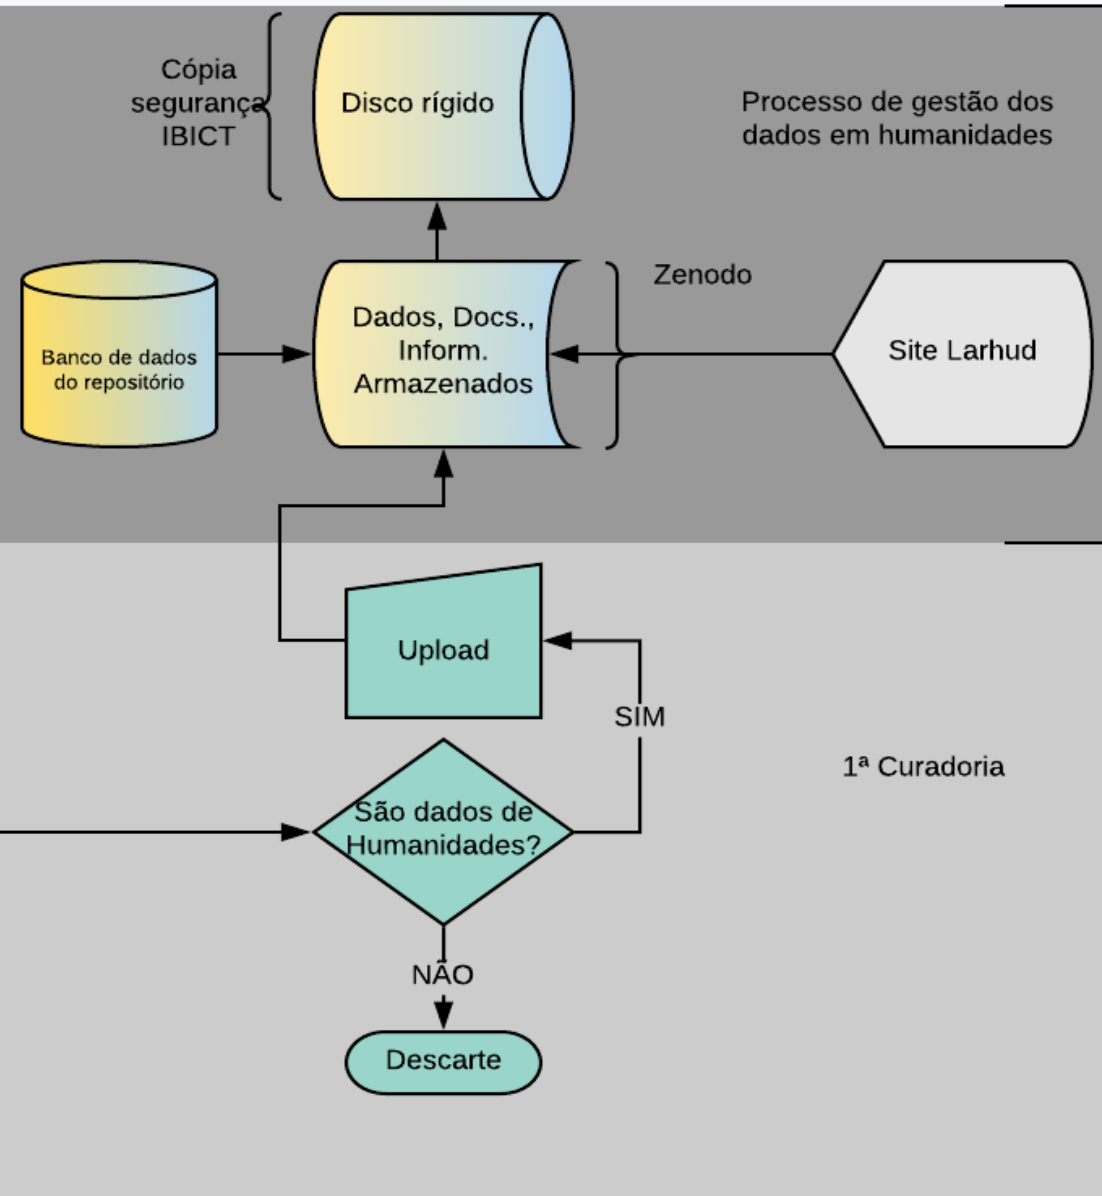 Cópia
segurança
IBICT
Disco rígido
Processo de gestão dos
dados em humanidades
Banco de dados
do repositório
Dados, Docs.,
Inform.
Armazenados
Zenodo
Site Larhud
Upload
SIM
1ª Curadoria
São dados de
Humanidades?
NÃO
Descarte